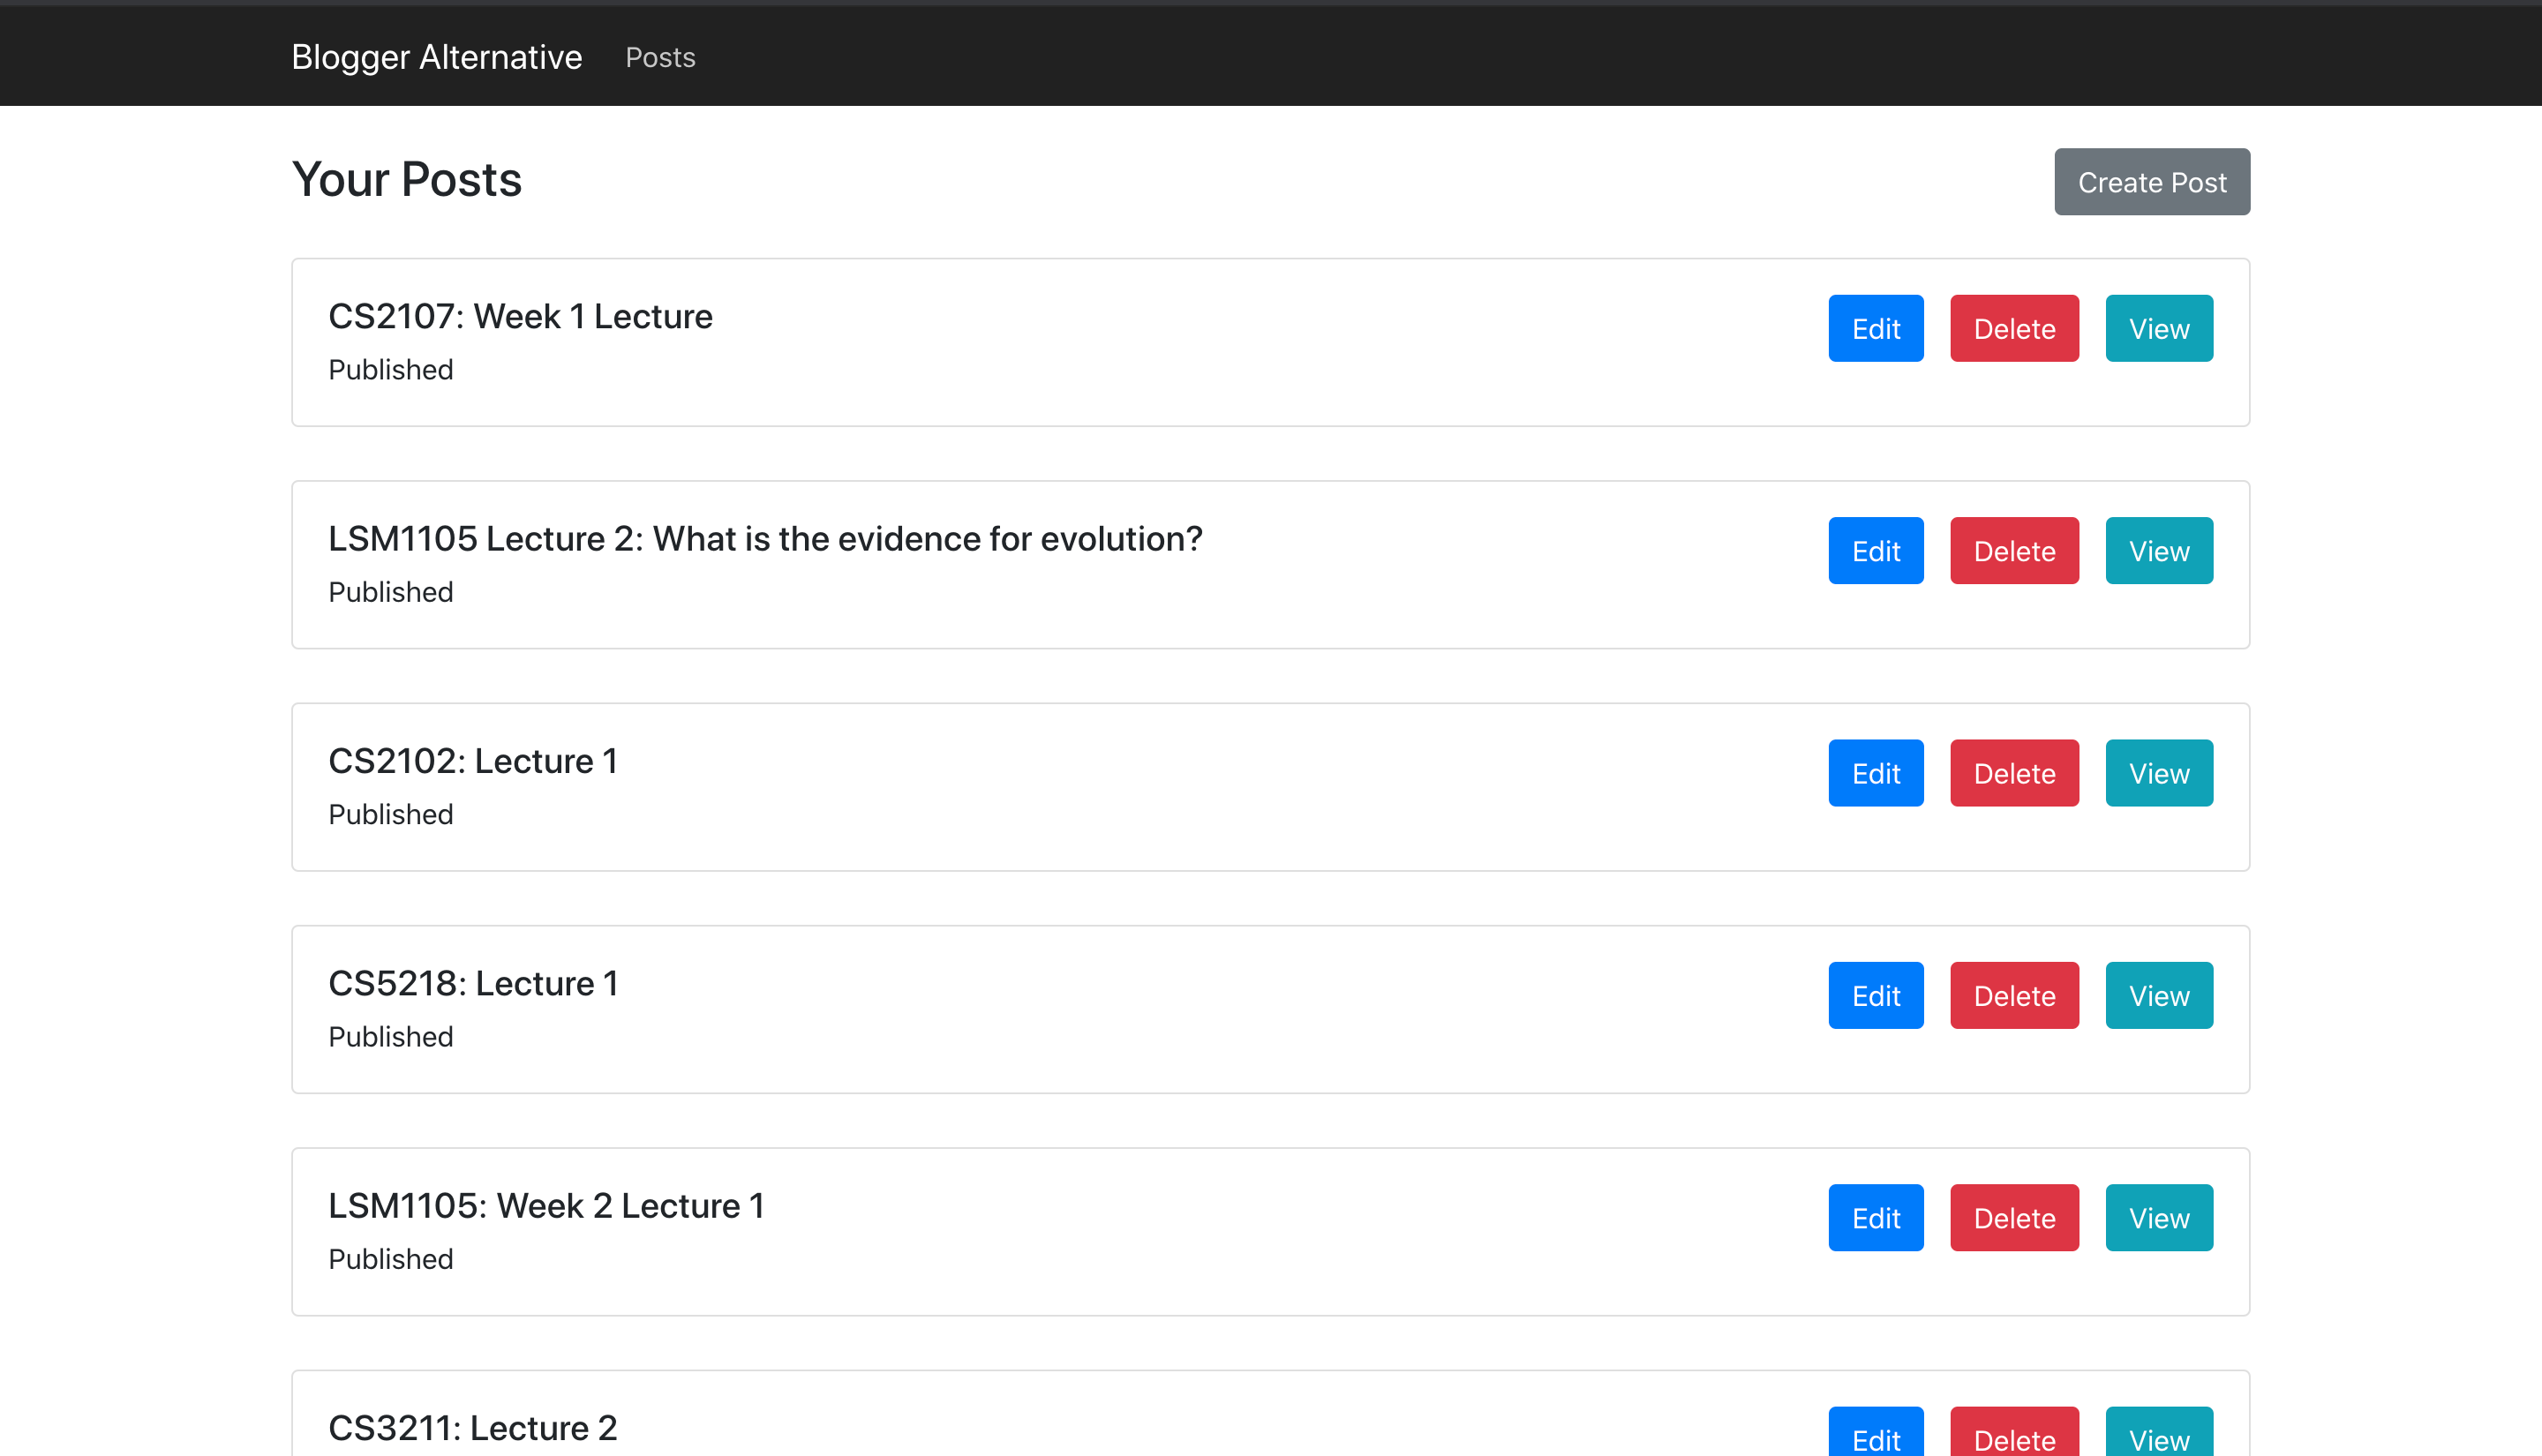 Blogger Alternative Posts
Your Posts Create Post
CS2107: Week 1 Lecture Edit Delete View
Published
LSM1105 Lecture 2: What is the evidence for evolution? Edit Delete View
Published
CS2102: Lecture 1 Edit Delete View
Published
CS5218: Lecture 1 Edit Delete View
Published
LSM1105: Week 2 Lecture 1 Edit Delete View
Published
CS3211: Lecture 2 Edit Delete View